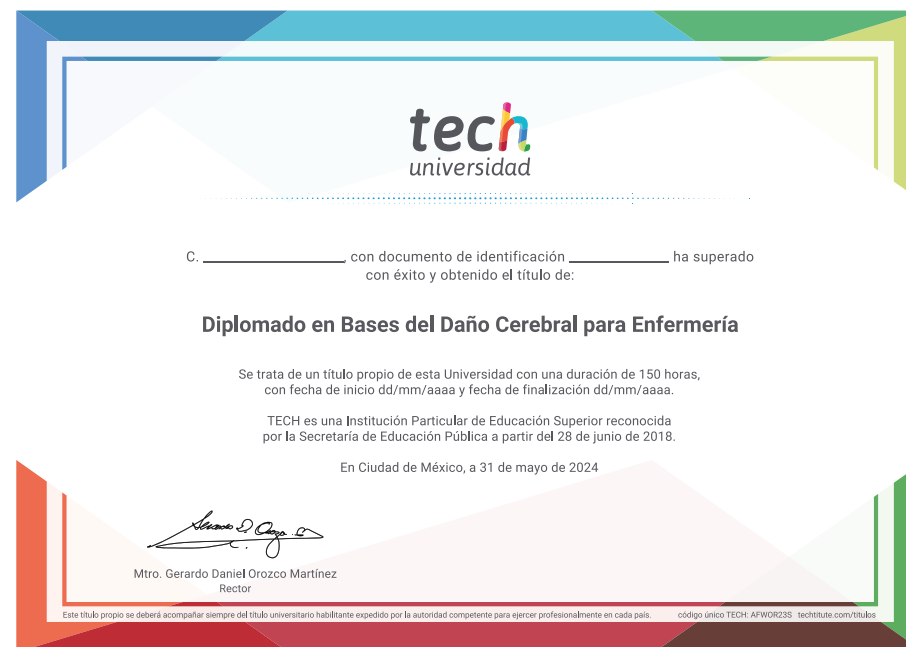 tech
universidad
C. ____________, con documento de identificación ____________ ha superado
con éxito y obtenido el título de:
Diplomado en Bases del Daño Cerebral para Enfermería
Se trata de un título propio de esta Universidad con una duración de 150 horas,
con fecha de inicio dd/mm/aaaa y fecha de finalización dd/mm/aaaa.
TECH es una Institución Particular de Educación Superior reconocida
por la Secretaría de Educación Pública a partir del 28 de junio de 2018.
En Ciudad de México, a 31 de mayo de 2024
Mtro. Gerardo Daniel Orozco Martínez
Rector
Este título propio se deberá acompañar siempre del título universitario habilitante expedido por la autoridad competente para ejercer profesionalmente en cada país. código único TECH: AFWOR23S techtitute.com/titulos